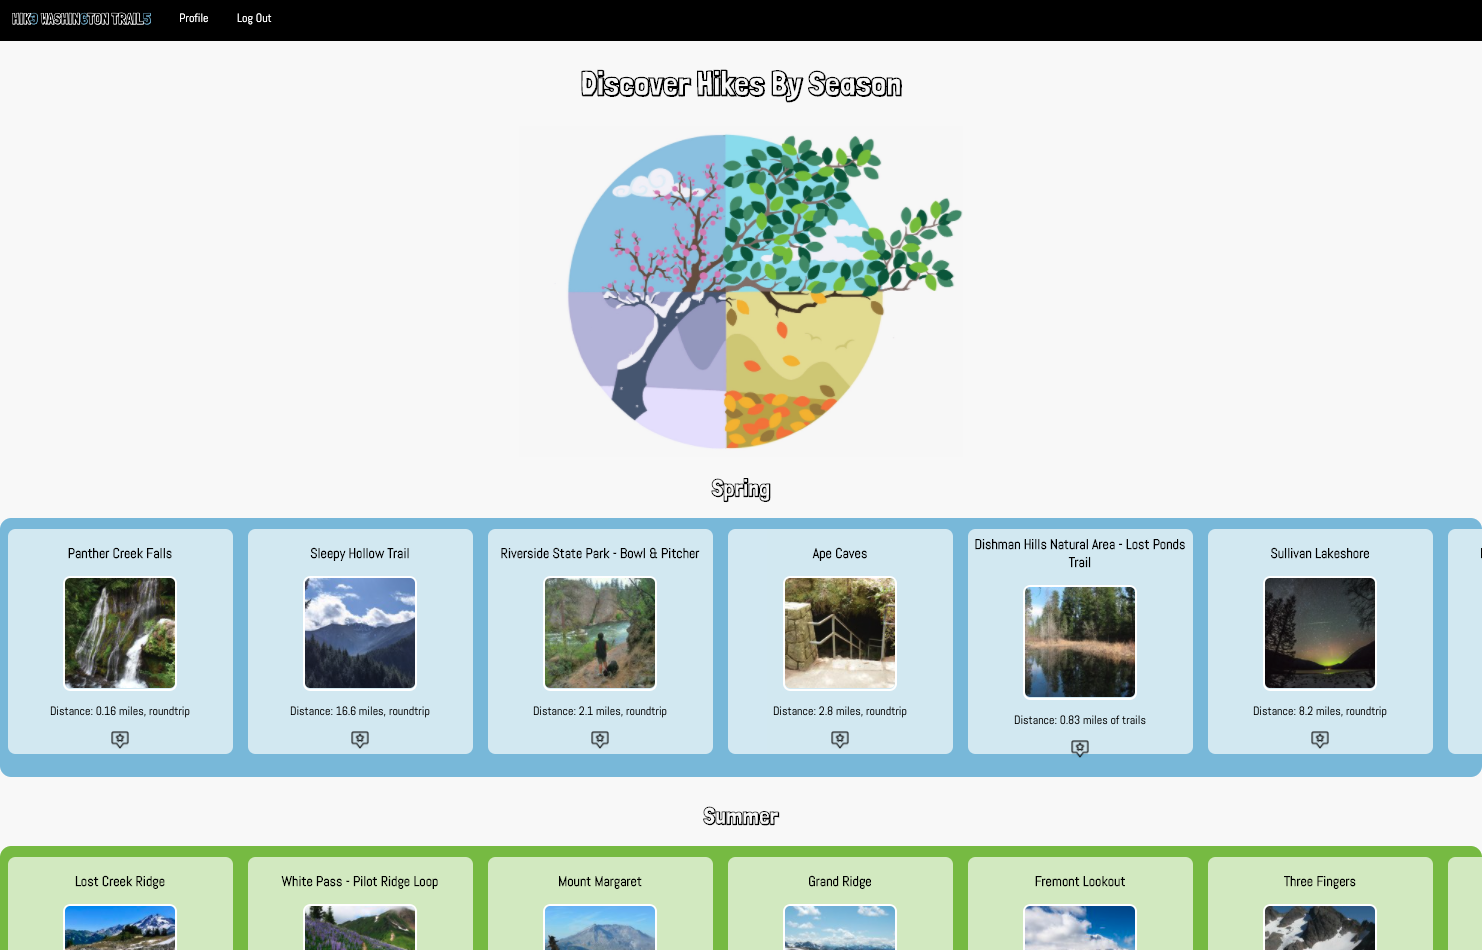 HIK3 WASHINGTON TRAIL5
Profile
Log Out
Discover Hikes By Season
Spring
Panther Creek Falls
Sleepy Hollow Trail
Riverside State Park - Bowl & Pitcher
Ape Caves
Dishman Hills Natural Area - Lost Ponds
Trail
Sullivan Lakeshore
Distance: 0.16 miles, roundtrip
Distance: 16.6 miles, roundtrip
Distance: 2.1 miles, roundtrip
Distance: 2.8 miles, roundtrip
Distance: 0.83 miles of trails
Distance: 8.2 miles, roundtrip
Summer
Lost Creek Ridge
White Pass - Pilot Ridge Loop
Mount Margaret
Grand Ridge
Fremont Lookout
Three Fingers